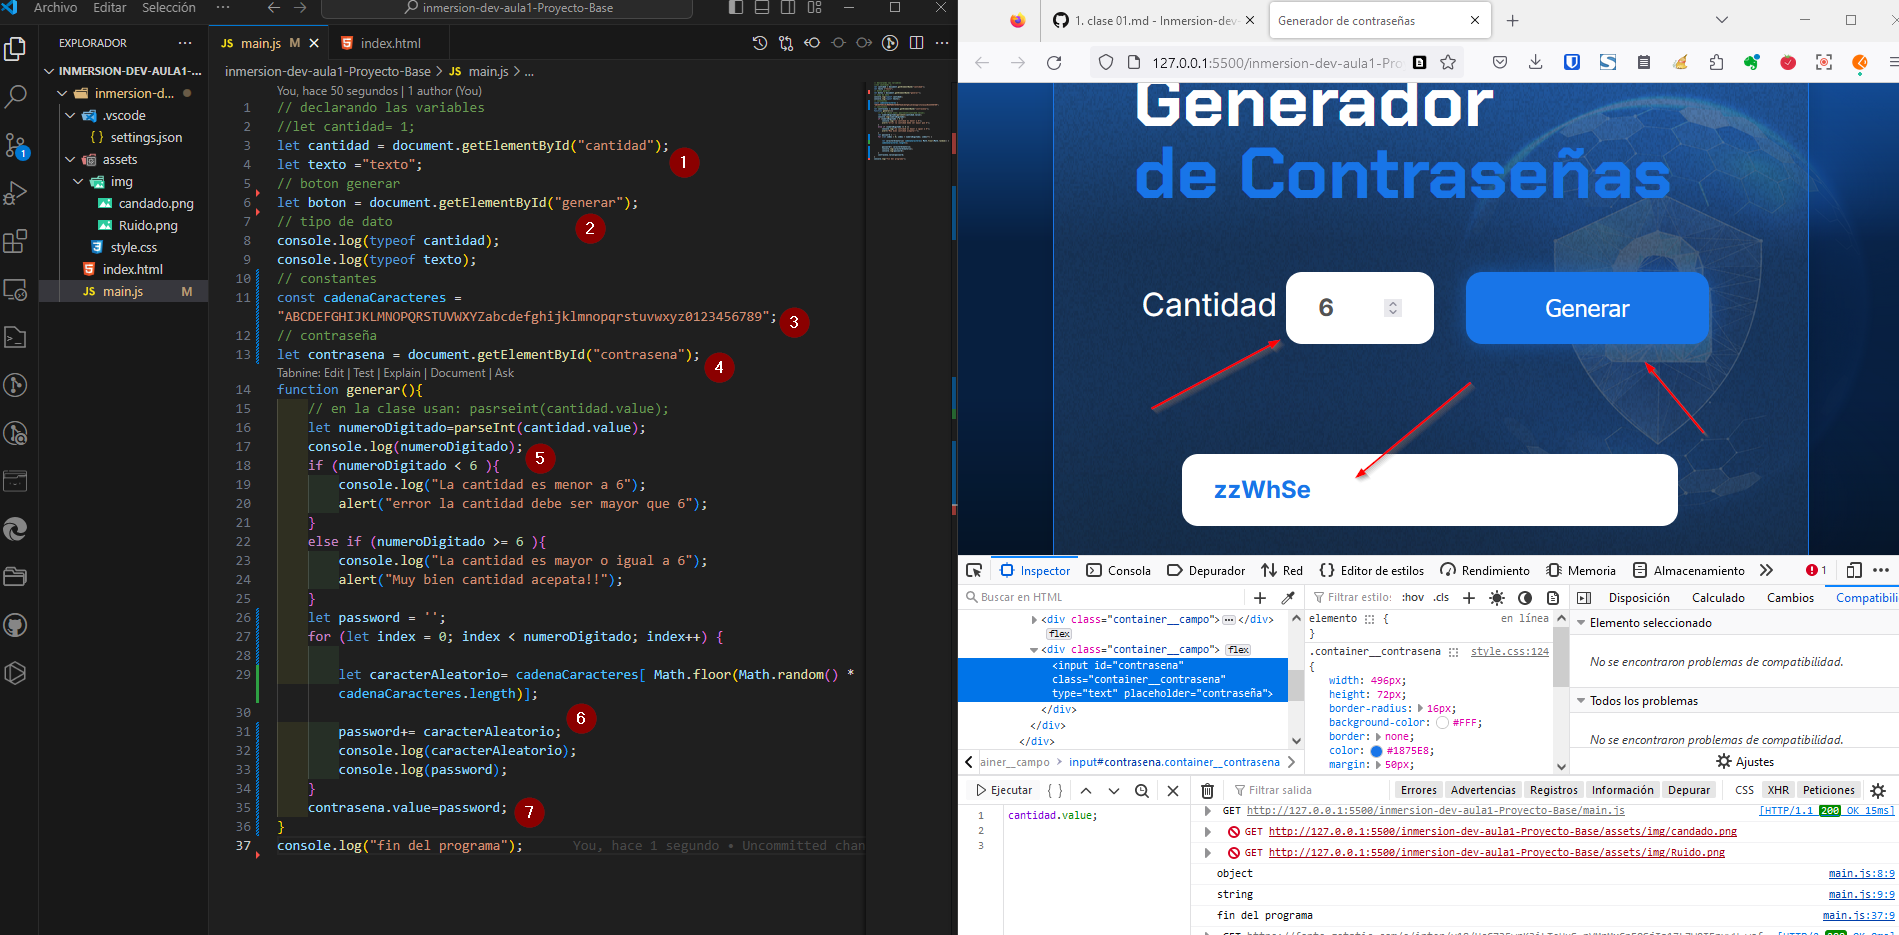 Archivo Editar Selección ··· inmersion-dev-aula1-Proyecto-Base
EXPLORADOR ···
INMERSION-DEV-AULA1-...
inmersion-d...
.vscode
settings.json
assets
img
candado.png
Ruido.png
style.css
index.html
JS main.js M
JS main.js M × index.html
inmersion-dev-aula1-Proyecto-Base > JS main.js > ...
You, hace 50 segundos | 1 author (You)
1 // declarando las variables
2 //let cantidad= 1;
3 let cantidad = document.getElementById("cantidad");
1
4 let texto ="texto";
5 // boton generar
6 let boton = document.getElementById("generar");
7 // tipo de dato
2
8 console.log(typeof cantidad);
9 console.log(typeof texto);
10 // constantes
11 const cadenaCaracteres =
"ABCDEFGHIJKLMNOPQRSTUVWXYZabcdefghijklmnopqrstuvwxyz0123456789";
3
12 // contraseña
13 let contrasena = document.getElementById("contrasena");
4
Tabnine: Edit | Test | Explain | Document | Ask
14 function generar(){
15 // en la clase usan: pasrseint(cantidad.value);
16 let numeroDigitado=parseInt(cantidad.value);
17 console.log(numeroDigitado);
5
18 if (numeroDigitado < 6 ){
19 console.log("La cantidad es menor a 6");
20 alert("error la cantidad debe ser mayor que 6");
21 }
22 else if (numeroDigitado >= 6 ){
23 console.log("La cantidad es mayor o igual a 6");
24 alert("Muy bien cantidad acepata!!");
25 }
26 let password = '';
27 for (let index = 0; index < numeroDigitado; index++) {
28
29 let caracterAleatorio= cadenaCaracteres[ Math.floor(Math.random() *
cadenaCaracteres.length)];
30
6
31 password+= caracterAleatorio;
32 console.log(caracterAleatorio);
33 console.log(password);
34 }
35 contrasena.value=password;
7
36 }
37 console.log("fin del programa"); You, hace 1 segundo • Uncommitted chan
1
1. clase 01.md - Inmersion-dev- × Generador de contraseñas ×
127.0.0.1:5500/inmersion-dev-aula1-Pro
Generador
de Contraseñas
Cantidad 6 Generar
zzWhSe
Inspector Consola Depurador Red Editor de estilos Rendimiento Memoria Almacenamiento 1
Buscar en HTML
<div class="container__campo"> </div>
flex
<div class="container__campo"> flex
<input id="contrasena"
class="container__contrasena"
type="text" placeholder="contraseña">
</div>
</div>
</div>
ainer__campo > input#contrasena.container__contrasena
Filtrar estilo: :hov .cls
elemento { en línea
}
.container__contrasena style.css:124
{
width: 496px;
height: 72px;
border-radius: 16px;
background-color: #FFF;
border: none;
color: #1875E8;
margin: 50px;
Disposición Calculado Cambios Compatibili
Elemento seleccionado
No se encontraron problemas de compatibilidad.
Todos los problemas
No se encontraron problemas de compatibilidad.
Ajustes
Ejecutar { }
1 cantidad.value;
2
3
Filtrar salida Errores Advertencias Registros Información Depurar CSS XHR Peticiones
GET http://127.0.0.1:5500/inmersion-dev-aula1-Proyecto-Base/main.js [HTTP/1.1 200 OK 15ms]
GET http://127.0.0.1:5500/inmersion-dev-aula1-Proyecto-Base/assets/img/candado.png
GET http://127.0.0.1:5500/inmersion-dev-aula1-Proyecto-Base/assets/img/Ruido.png
object main.js:8:9
string main.js:9:9
fin del programa main.js:37:9